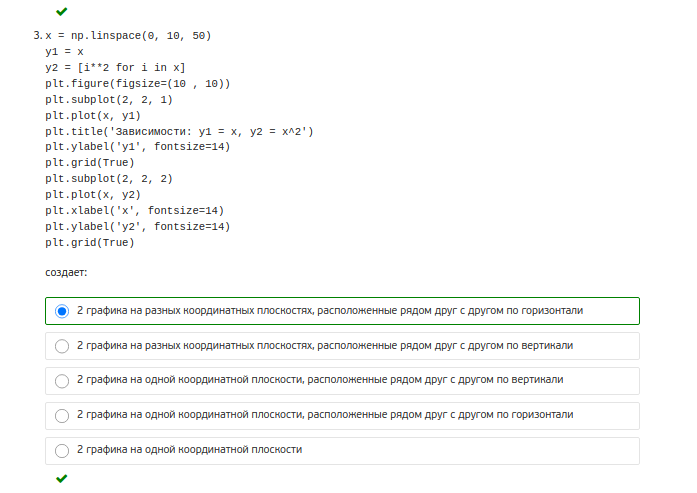 3. x = np.linspace(0, 10, 50)
y1 = x
y2 = [i**2 for i in x]
plt.figure(figsize=(10 , 10))
plt.subplot(2, 2, 1)
plt.plot(x, y1)
plt.title('Зависимости: y1 = x, y2 = x^2')
plt.ylabel('y1', fontsize=14)
plt.grid(True)
plt.subplot(2, 2, 2)
plt.plot(x, y2)
plt.xlabel('x', fontsize=14)
plt.ylabel('y2', fontsize=14)
plt.grid(True)
создает:
2 графика на разных координатных плоскостях, расположенные рядом друг с другом по горизонтали
2 графика на разных координатных плоскостях, расположенные рядом друг с другом по вертикали
2 графика на одной координатной плоскости, расположенные рядом друг с другом по вертикали
2 графика на одной координатной плоскости, расположенные рядом друг с другом по горизонтали
2 графика на одной координатной плоскости